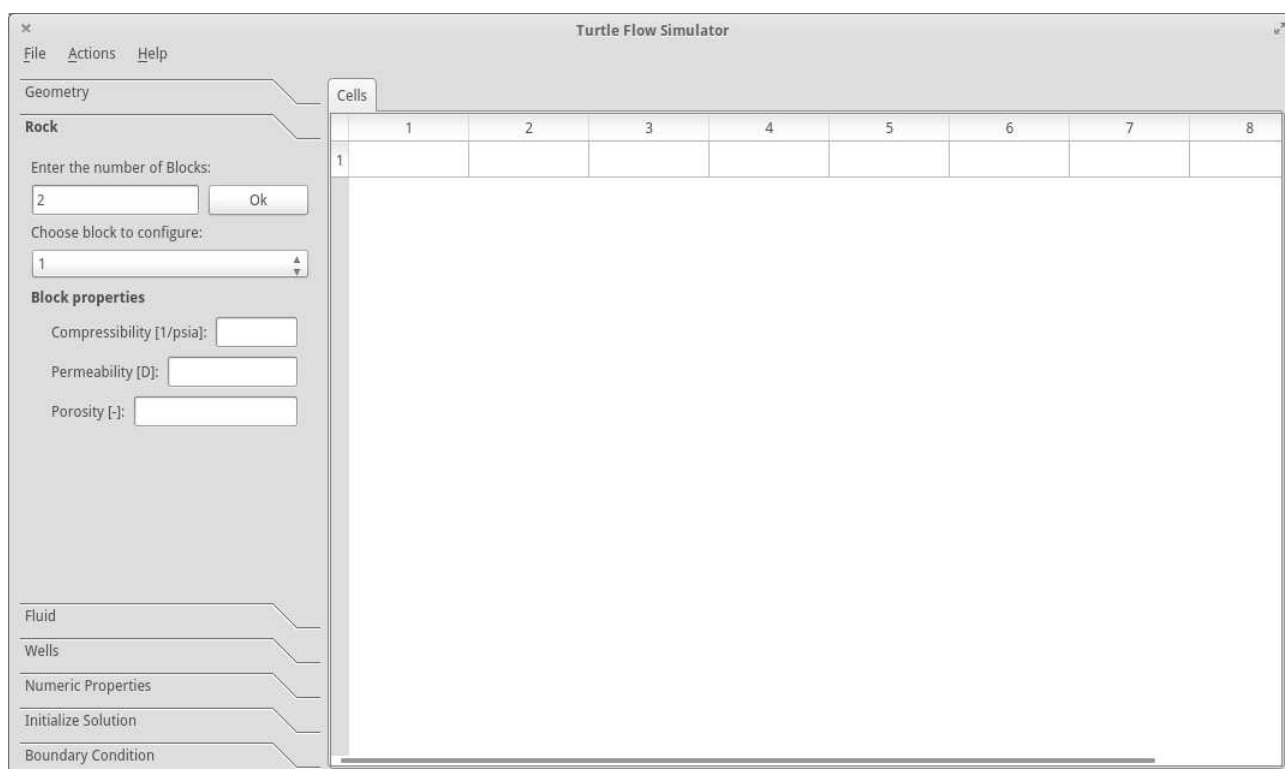 Turtle Flow Simulator
File Actions Help
Geometry
Rock
Enter the number of Blocks:
2 Ok
Choose block to configure:
1
Block properties
Compressibility [1/psia]:
Permeability [D]:
Porosity [-]:
Fluid
Wells
Numeric Properties
Initialize Solution
Boundary Condition
Cells
1 2 3 4 5 6 7 8
1